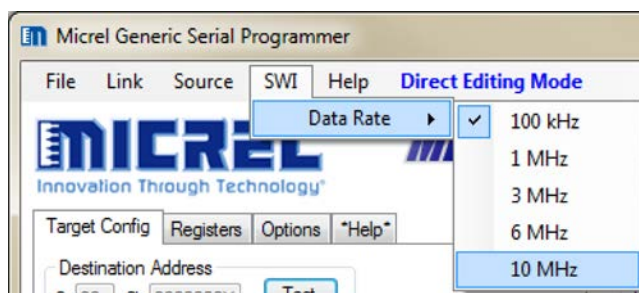 Micrel Generic Serial Programmer
File Link Source SWI Help Direct Editing Mode
Data Rate
100 kHz
1 MHz
3 MHz
6 MHz
10 MHz
MICREL
Innovation Through Technology®
Target Config Registers Options *Help*
Destination Address